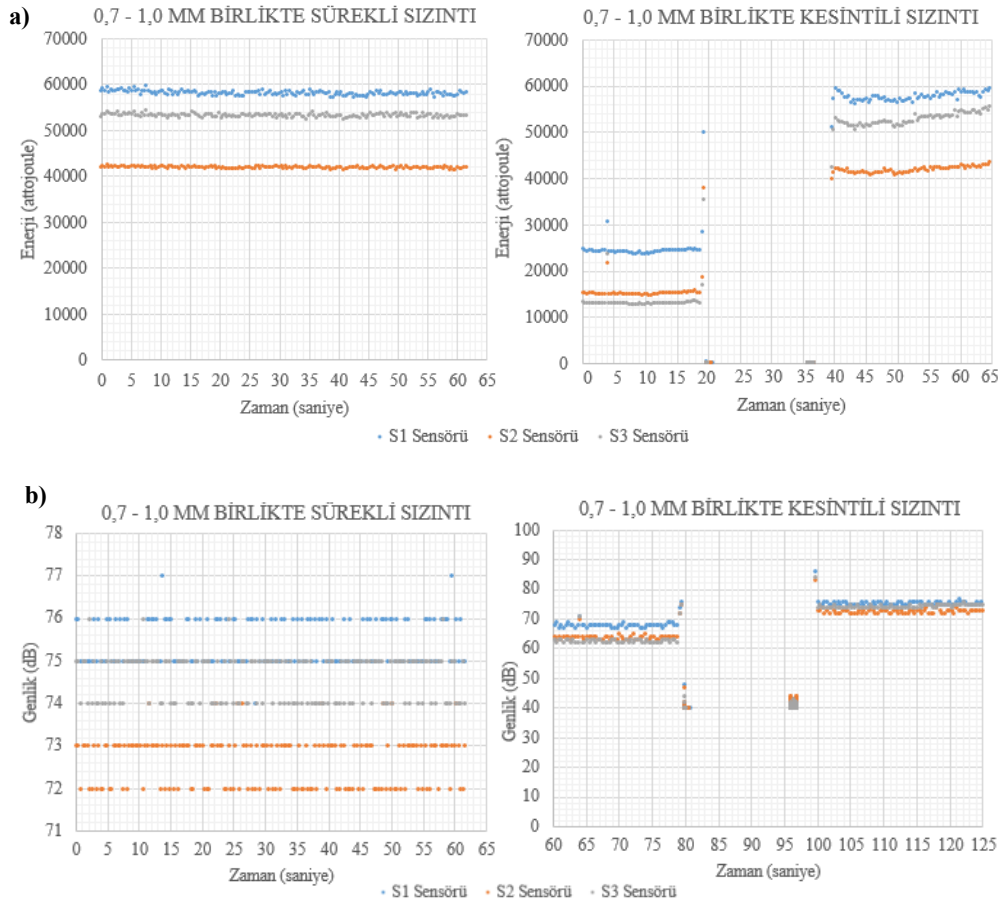 a)
0,7 - 1,0 MM BİRLİKTE SÜREKLİ SIZINTI
70000
60000
50000
40000
30000
20000
10000
0
Enerji (attojoule)
0 5 10 15 20 25 30 35 40 45 50 55 60 65
Zaman (saniye)
0,7 - 1,0 MM BİRLİKTE KESİNTİLİ SIZINTI
70000
60000
50000
40000
30000
20000
10000
0
Enerji (attojoule)
0 5 10 15 20 25 30 35 40 45 50 55 60 65
Zaman (saniye)
S1 Sensörü S2 Sensörü S3 Sensörü
b)
0,7 - 1,0 MM BİRLİKTE SÜREKLİ SIZINTI
78
77
76
75
74
73
72
71
Genlik (dB)
0 5 10 15 20 25 30 35 40 45 50 55 60 65
Zaman (saniye)
0,7 - 1,0 MM BİRLİKTE KESİNTİLİ SIZINTI
100
90
80
70
60
50
40
30
20
10
0
Genlik (dB)
60 65 70 75 80 85 90 95 100 105 110 115 120 125
Zaman (saniye)
S1 Sensörü S2 Sensörü S3 Sensörü